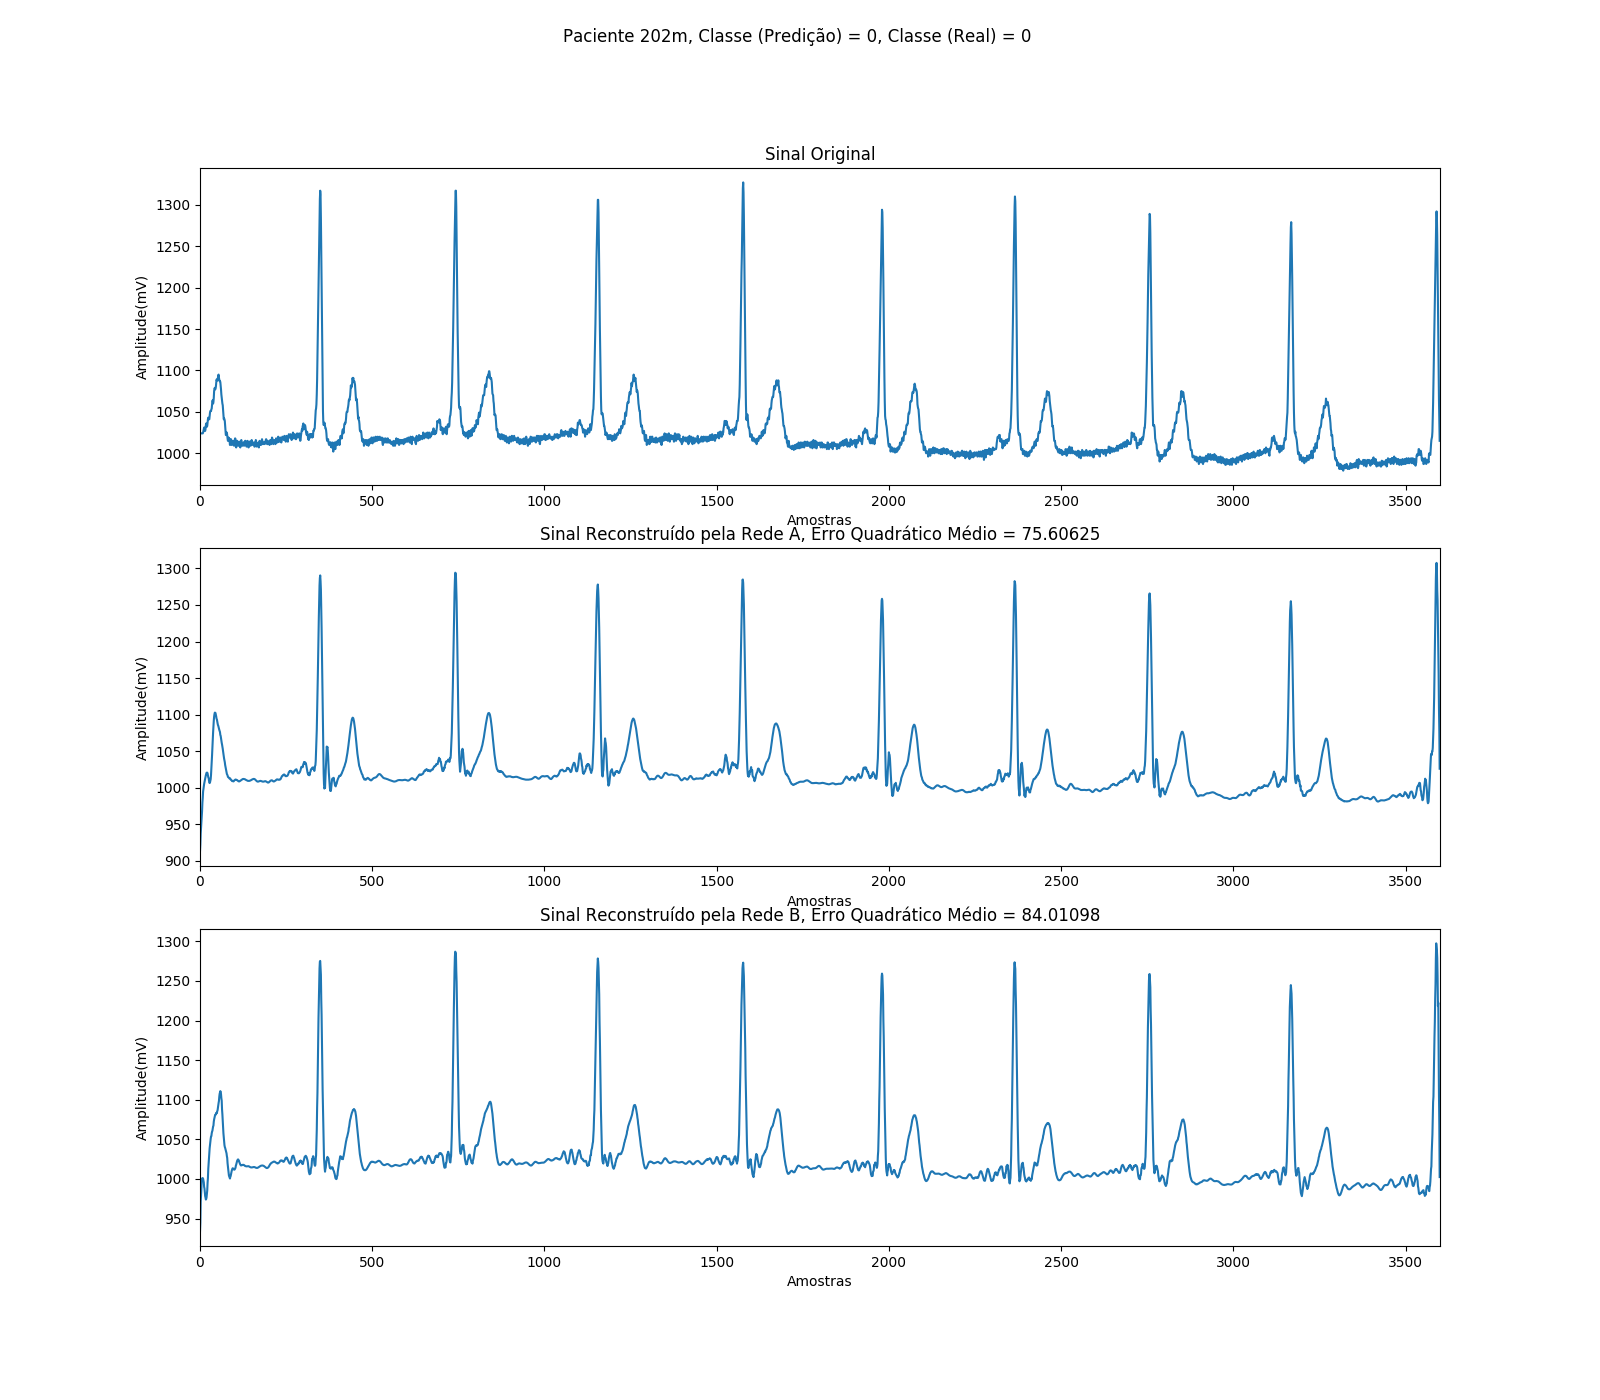 Paciente 202m, Classe (Predição) = 0, Classe (Real) = 0
Sinal Original
1300
1250
1200
1150
1100
1050
1000
Amplitude(mV)
0 500 1000 1500 2000 2500 3000 3500
Amostras
Sinal Reconstruído pela Rede A, Erro Quadrático Médio = 75.60625
1300
1250
1200
1150
1100
1050
1000
950
900
Amplitude(mV)
0 500 1000 1500 2000 2500 3000 3500
Amostras
Sinal Reconstruído pela Rede B, Erro Quadrático Médio = 84.01098
1300
1250
1200
1150
1100
1050
1000
950
Amplitude(mV)
0 500 1000 1500 2000 2500 3000 3500
Amostras